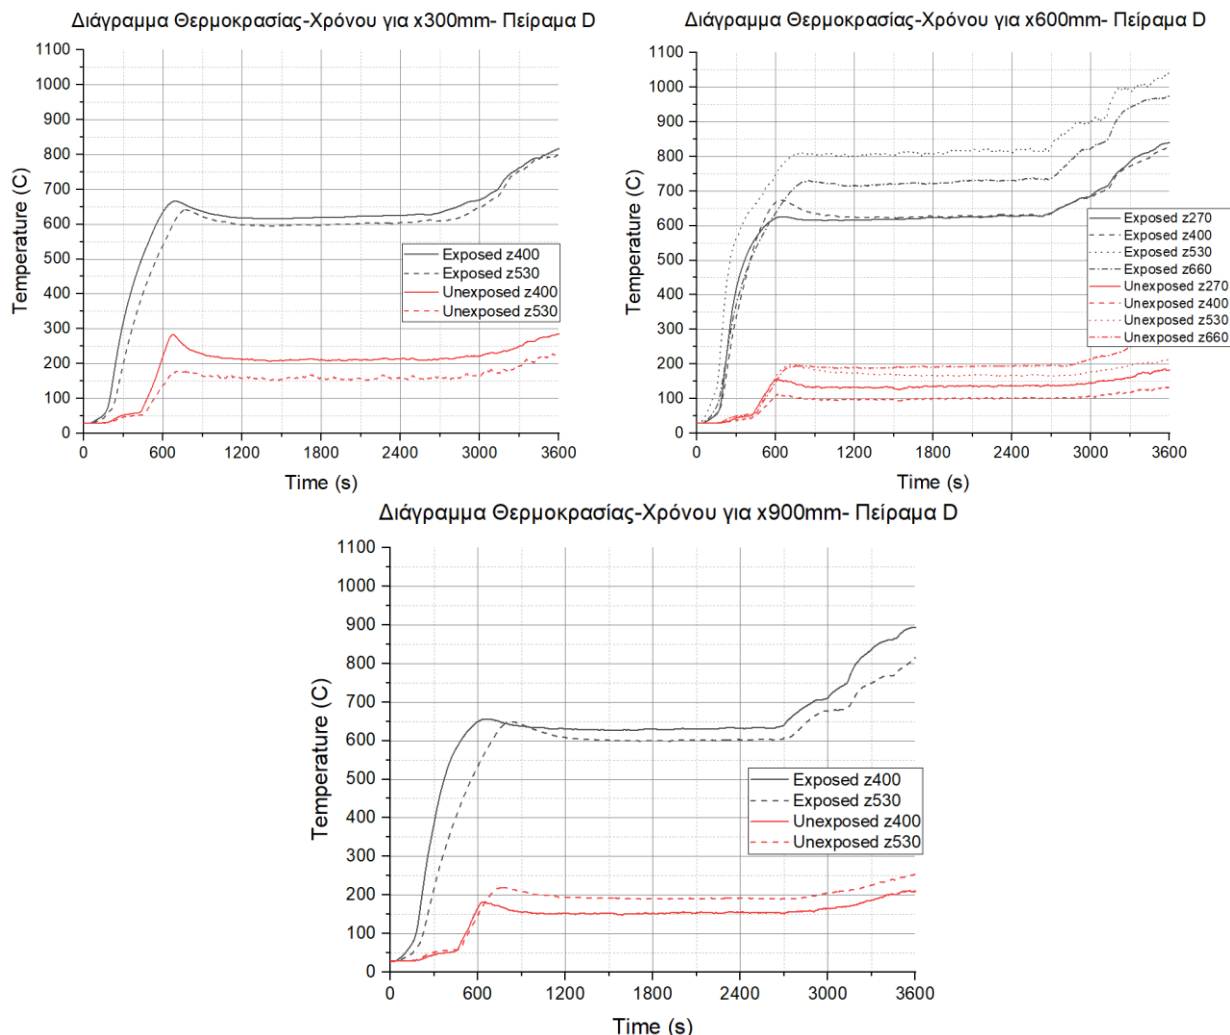 Διάγραμμα Θερμοκρασίας-Χρόνου για x300mm- Πείραμα D
1100
1000
900
800
700
600
500
400
300
200
100
0
Temperature (C)
Exposed z400
Exposed z530
Unexposed z400
Unexposed z530
0 600 1200 1800 2400 3000 3600
Time (s)
Διάγραμμα Θερμοκρασίας-Χρόνου για x600mm- Πείραμα D
1100
1000
900
800
700
600
500
400
300
200
100
0
Temperature (C)
Exposed z270
Exposed z400
Exposed z530
Exposed z660
Unexposed z270
Unexposed z400
Unexposed z530
Unexposed z660
0 600 1200 1800 2400 3000 3600
Time (s)
Διάγραμμα Θερμοκρασίας-Χρόνου για x900mm- Πείραμα D
1100
1000
900
800
700
600
500
400
300
200
100
0
Temperature (C)
Exposed z400
Exposed z530
Unexposed z400
Unexposed z530
0 600 1200 1800 2400 3000 3600
Time (s)